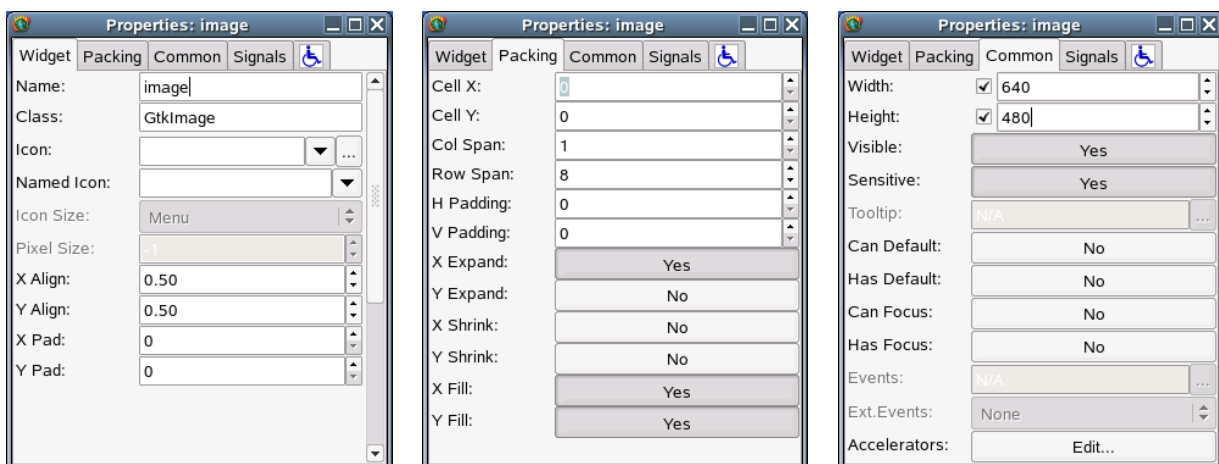 Properties: image
Widget Packing Common Signals
Name: image
Class: GtkImage
Icon: ...
Named Icon:
Icon Size: Menu
Pixel Size: -1
X Align: 0.50
Y Align: 0.50
X Pad: 0
Y Pad: 0
Properties: image
Widget Packing Common Signals
Cell X: 0
Cell Y: 0
Col Span: 1
Row Span: 8
H Padding: 0
V Padding: 0
X Expand: Yes
Y Expand: No
X Shrink: No
Y Shrink: No
X Fill: Yes
Y Fill: Yes
Properties: image
Widget Packing Common Signals
Width: 640
Height: 480
Visible: Yes
Sensitive: Yes
Tooltip: N/A ...
Can Default: No
Has Default: No
Can Focus: No
Has Focus: No
Events: N/A ...
Ext.Events: None
Accelerators: Edit...